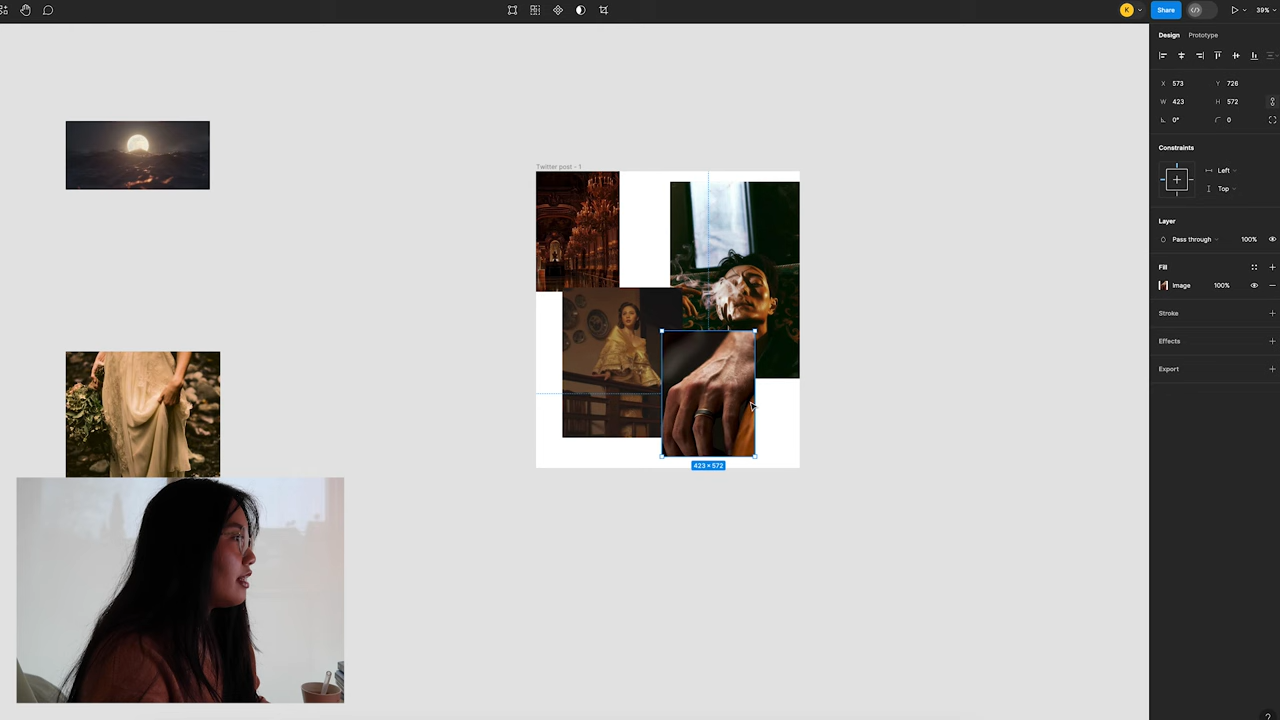 K
Share
39%
Design Prototype
X 573 Y 726
W 423 H 572
0° 0
Constraints
Left
Top
Layer
Pass through 100%
Fill
Image 100%
Stroke
Effects
Export
Twitter post - 1
423 × 572
?